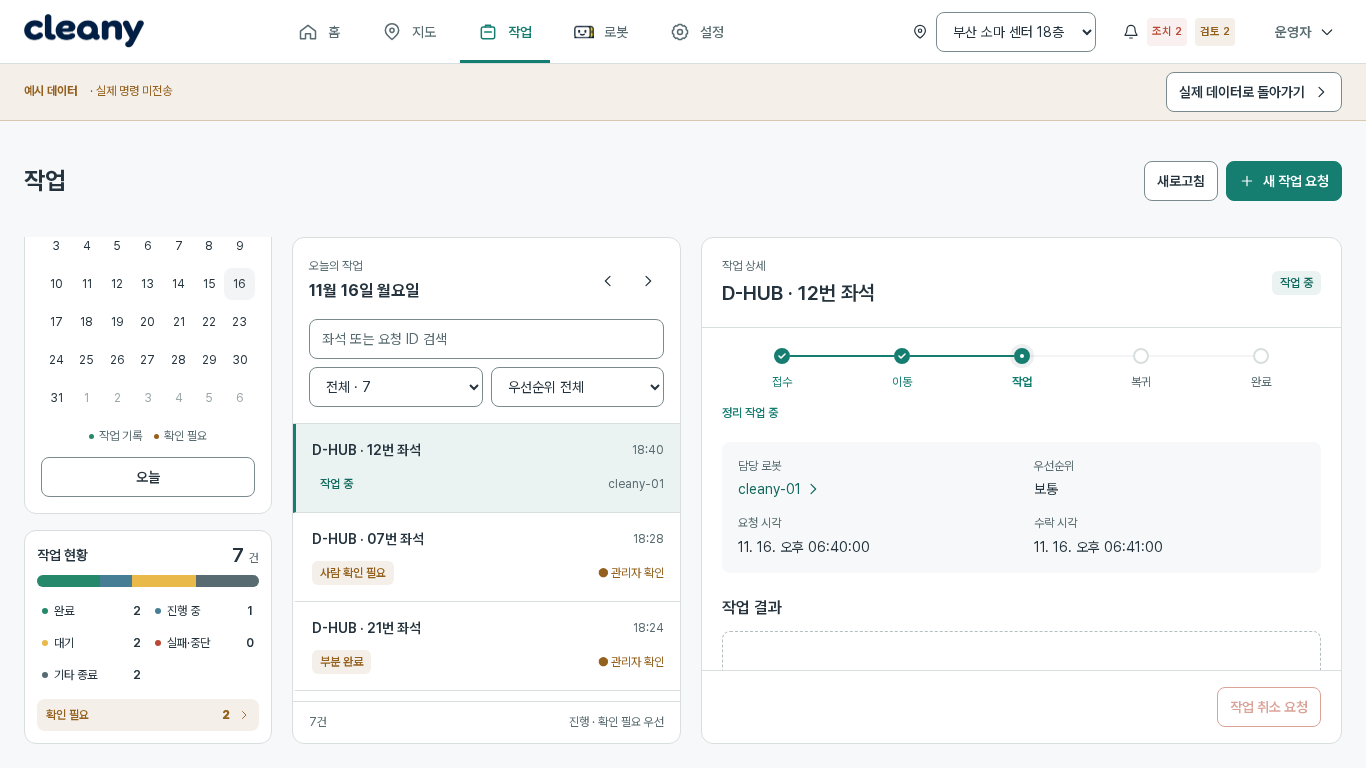 cleany
홈
지도
작업
로봇
설정
부산 소마 센터 18층
조치 2
검토 2
운영자
예시 데이터 · 실제 명령 미전송
실제 데이터로 돌아가기
작업
새로고침
새 작업 요청
3 4 5 6 7 8 9
10 11 12 13 14 15 16
17 18 19 20 21 22 23
24 25 26 27 28 29 30
31 1 2 3 4 5 6
작업 기록 확인 필요
오늘
작업 현황 7 건
완료 2 진행 중 1
대기 2 실패·중단 0
기타 종료 2
확인 필요 2
오늘의 작업
11월 16일 월요일
좌석 또는 요청 ID 검색
전체 · 7
우선순위 전체
D-HUB · 12번 좌석 18:40
작업 중 cleany-01
D-HUB · 07번 좌석 18:28
사람 확인 필요 관리자 확인
D-HUB · 21번 좌석 18:24
부분 완료 관리자 확인
7건 진행 · 확인 필요 우선
작업 상세
D-HUB · 12번 좌석
작업 중
접수 이동 작업 복귀 완료
정리 작업 중
담당 로봇 우선순위
cleany-01 보통
요청 시각 수락 시각
11. 16. 오후 06:40:00 11. 16. 오후 06:41:00
작업 결과
작업 취소 요청